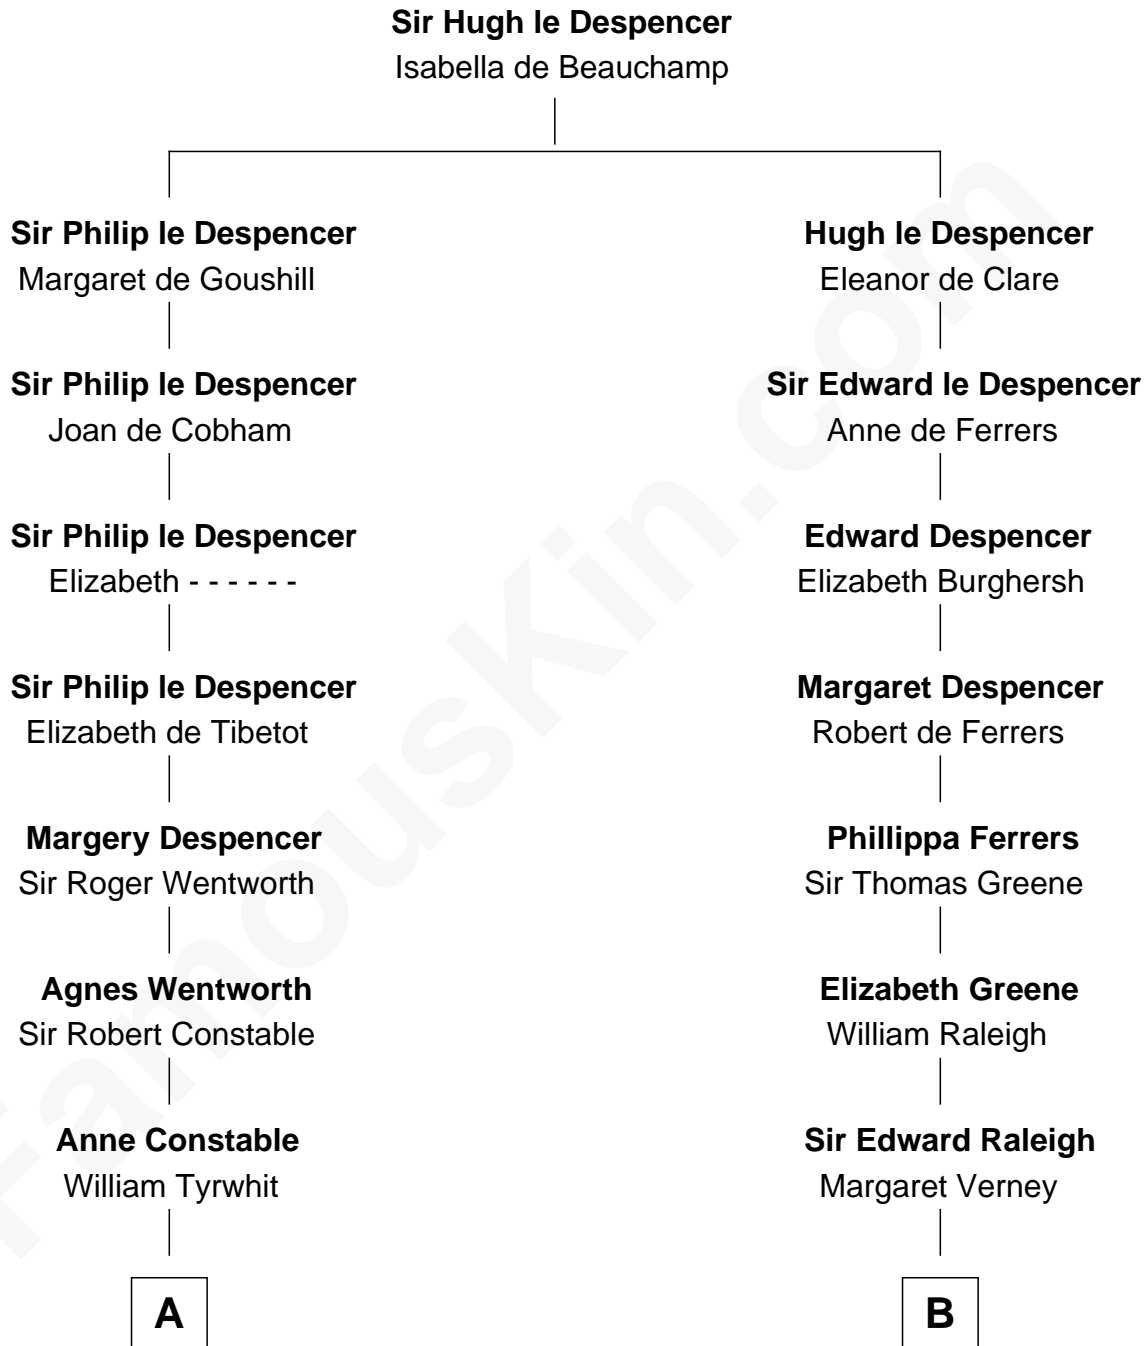 Sir Hugh le Despencer
Isabella de Beauchamp
Sir Philip le Despencer
Margaret de Goushill
Hugh le Despencer
Eleanor de Clare
Sir Philip le Despencer
Joan de Cobham
Sir Edward le Despencer
Anne de Ferrers
Sir Philip le Despencer
Elizabeth - - - - - -
Edward Despencer
Elizabeth Burghersh
Sir Philip le Despencer
Elizabeth de Tibetot
Margaret Despencer
Robert de Ferrers
Margery Despencer
Sir Roger Wentworth
Phillippa Ferrers
Sir Thomas Greene
Agnes Wentworth
Sir Robert Constable
Elizabeth Greene
William Raleigh
Anne Constable
William Tyrwhit
Sir Edward Raleigh
Margaret Verney
A
B
FamousKin.com